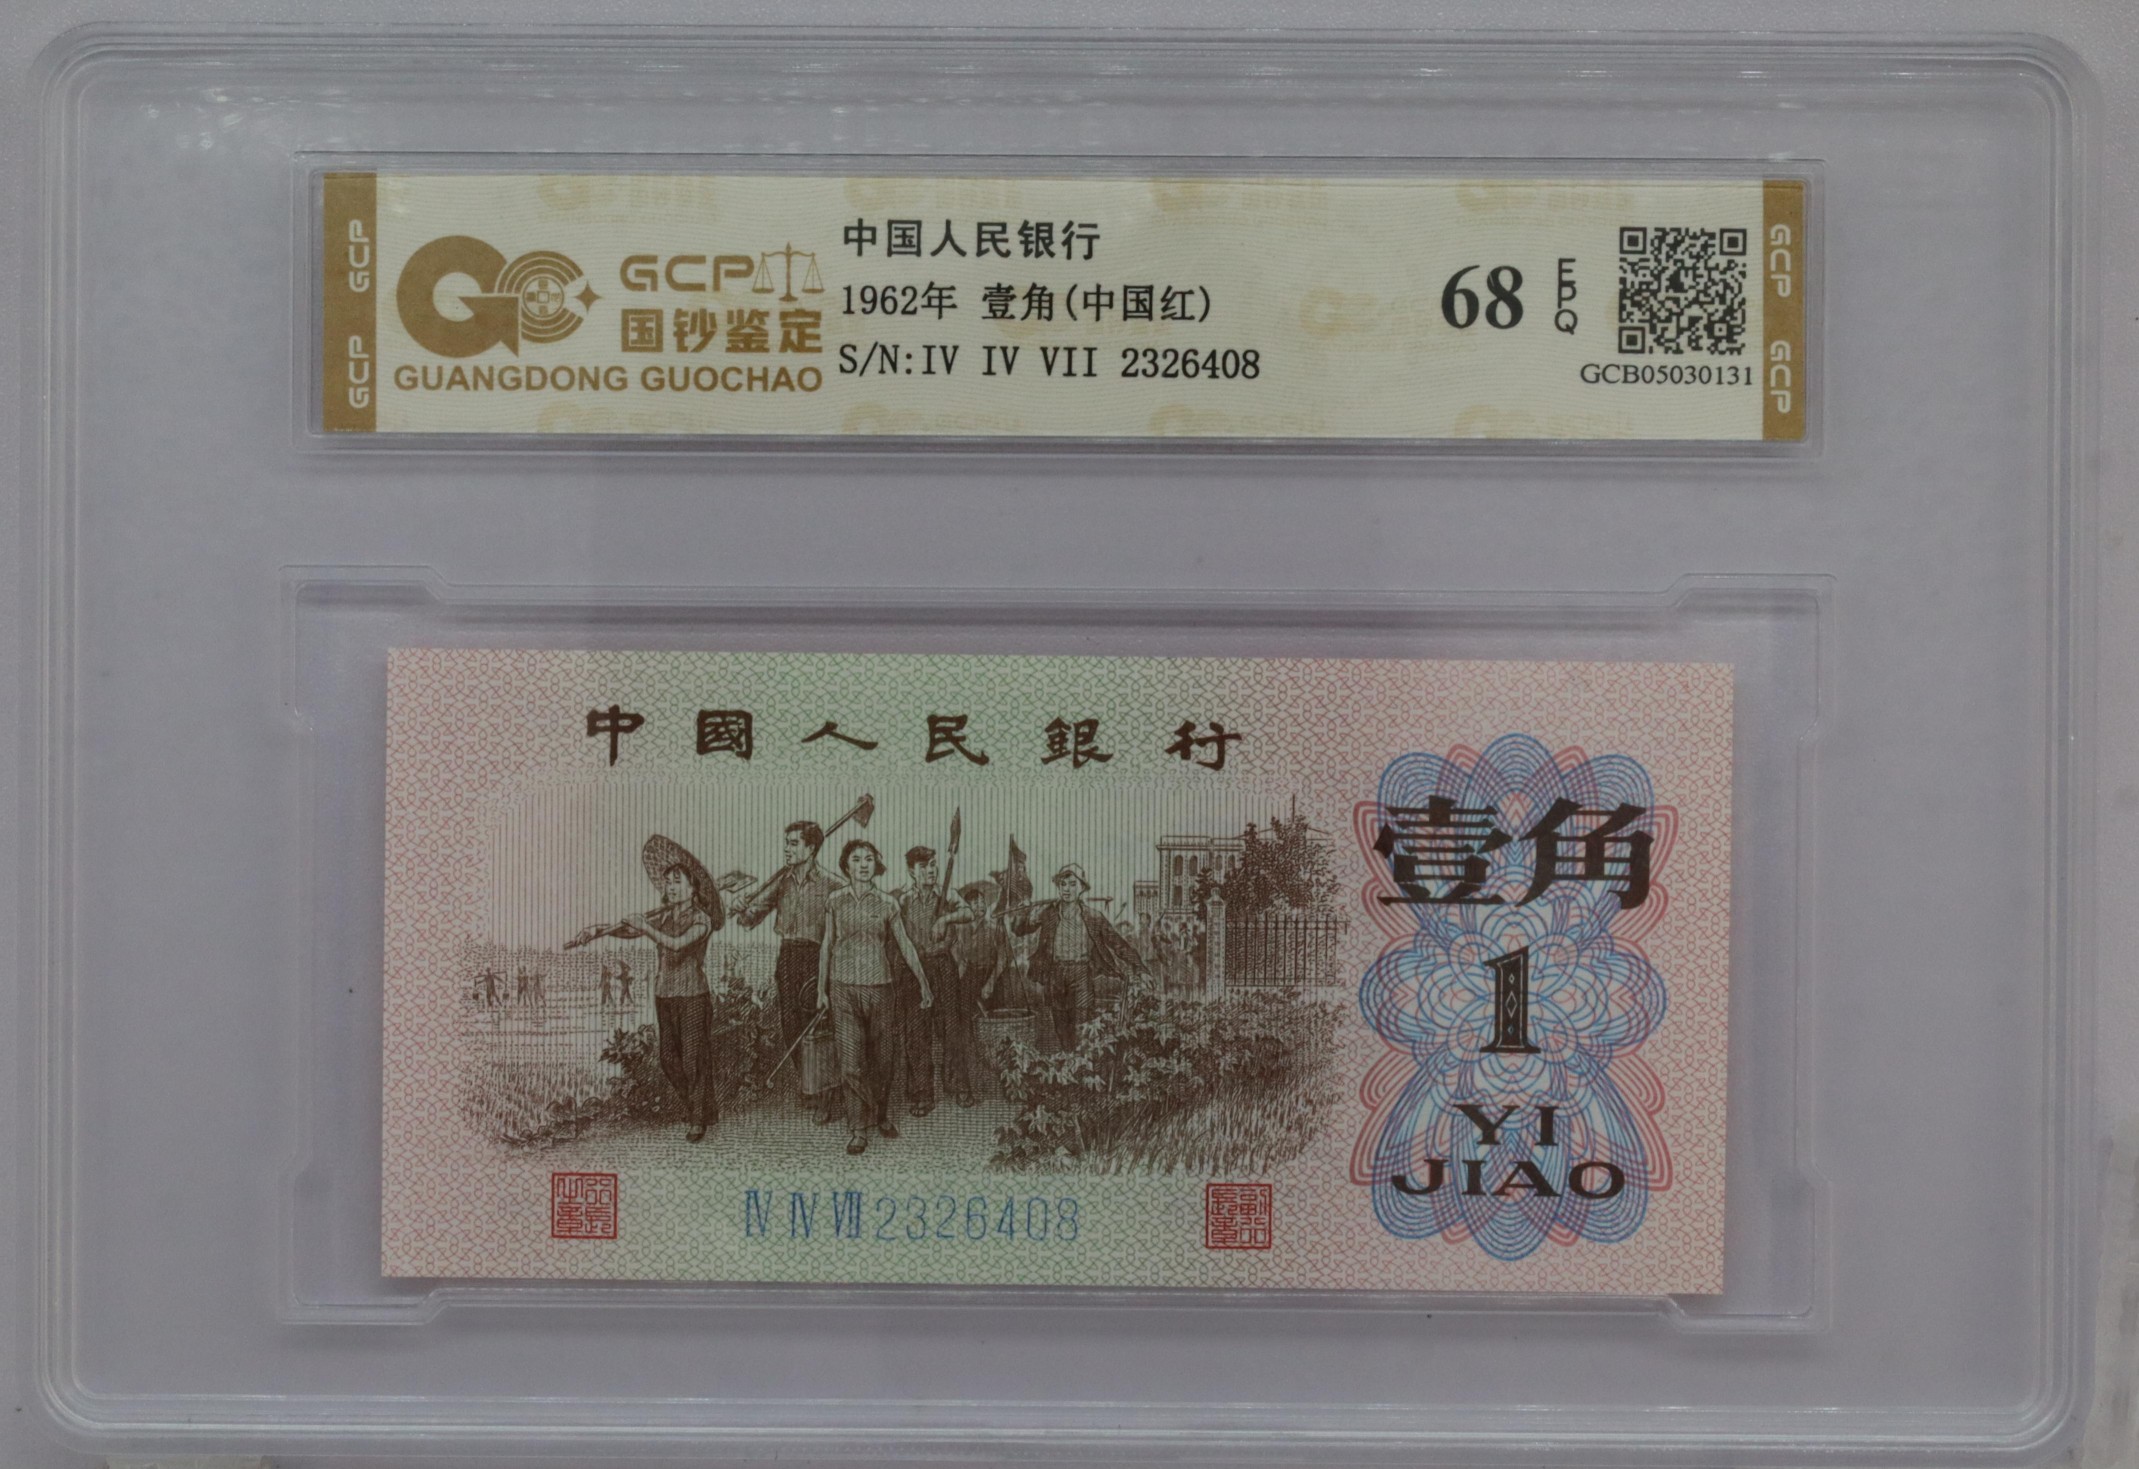 GCP
GCP
GCP
国钞鉴定
GUANGDONG GUOCHAO
中国人民银行
1962年 壹角(中国红)
S/N:IV IV VII 2326408
68
EPQ
GCB05030131
GCP
GCP
中國人民銀行
壹角
1
YI
JIAO
IV IV VII 2326408